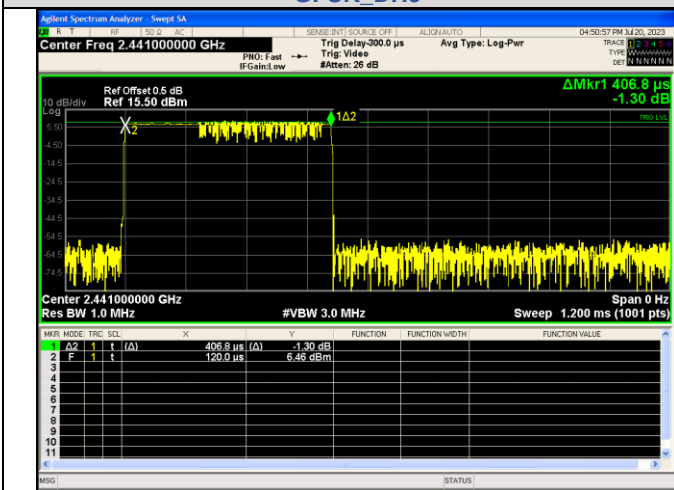 Agilent Spectrum Analyzer - Swept SA
R T RF 50 Ω AC SENSE:INT SOURCE OFF ALIGN AUTO 04:50:57 PM Jul 20, 2023
Center Freq 2.441000000 GHz
PNO: Fast
IFGain:Low
Trig Delay-300.0 µs
Trig: Video
#Atten: 26 dB
Avg Type: Log-Pwr
TRACE 1 2 3 4 5 6
TYPE
DET N N N N N N
ΔMkr1 406.8 µs
-1.30 dB
Ref Offset 0.5 dB
10 dB/div Ref 15.50 dBm
Log
1Δ2
TRIG LVL
X2
5.50
-4.50
-14.5
-24.5
-34.5
-44.5
-54.5
-64.5
-74.5
Center 2.441000000 GHz Span 0 Hz
Res BW 1.0 MHz #VBW 3.0 MHz Sweep 1.200 ms (1001 pts)
MKR MODE TRC SCL X Y FUNCTION FUNCTION WIDTH FUNCTION VALUE
1 Δ2 1 t (Δ) 406.8 µs (Δ) -1.30 dB
2 F 1 t 120.0 µs 6.46 dBm
3
4
5
6
7
8
9
10
11
MSG STATUS